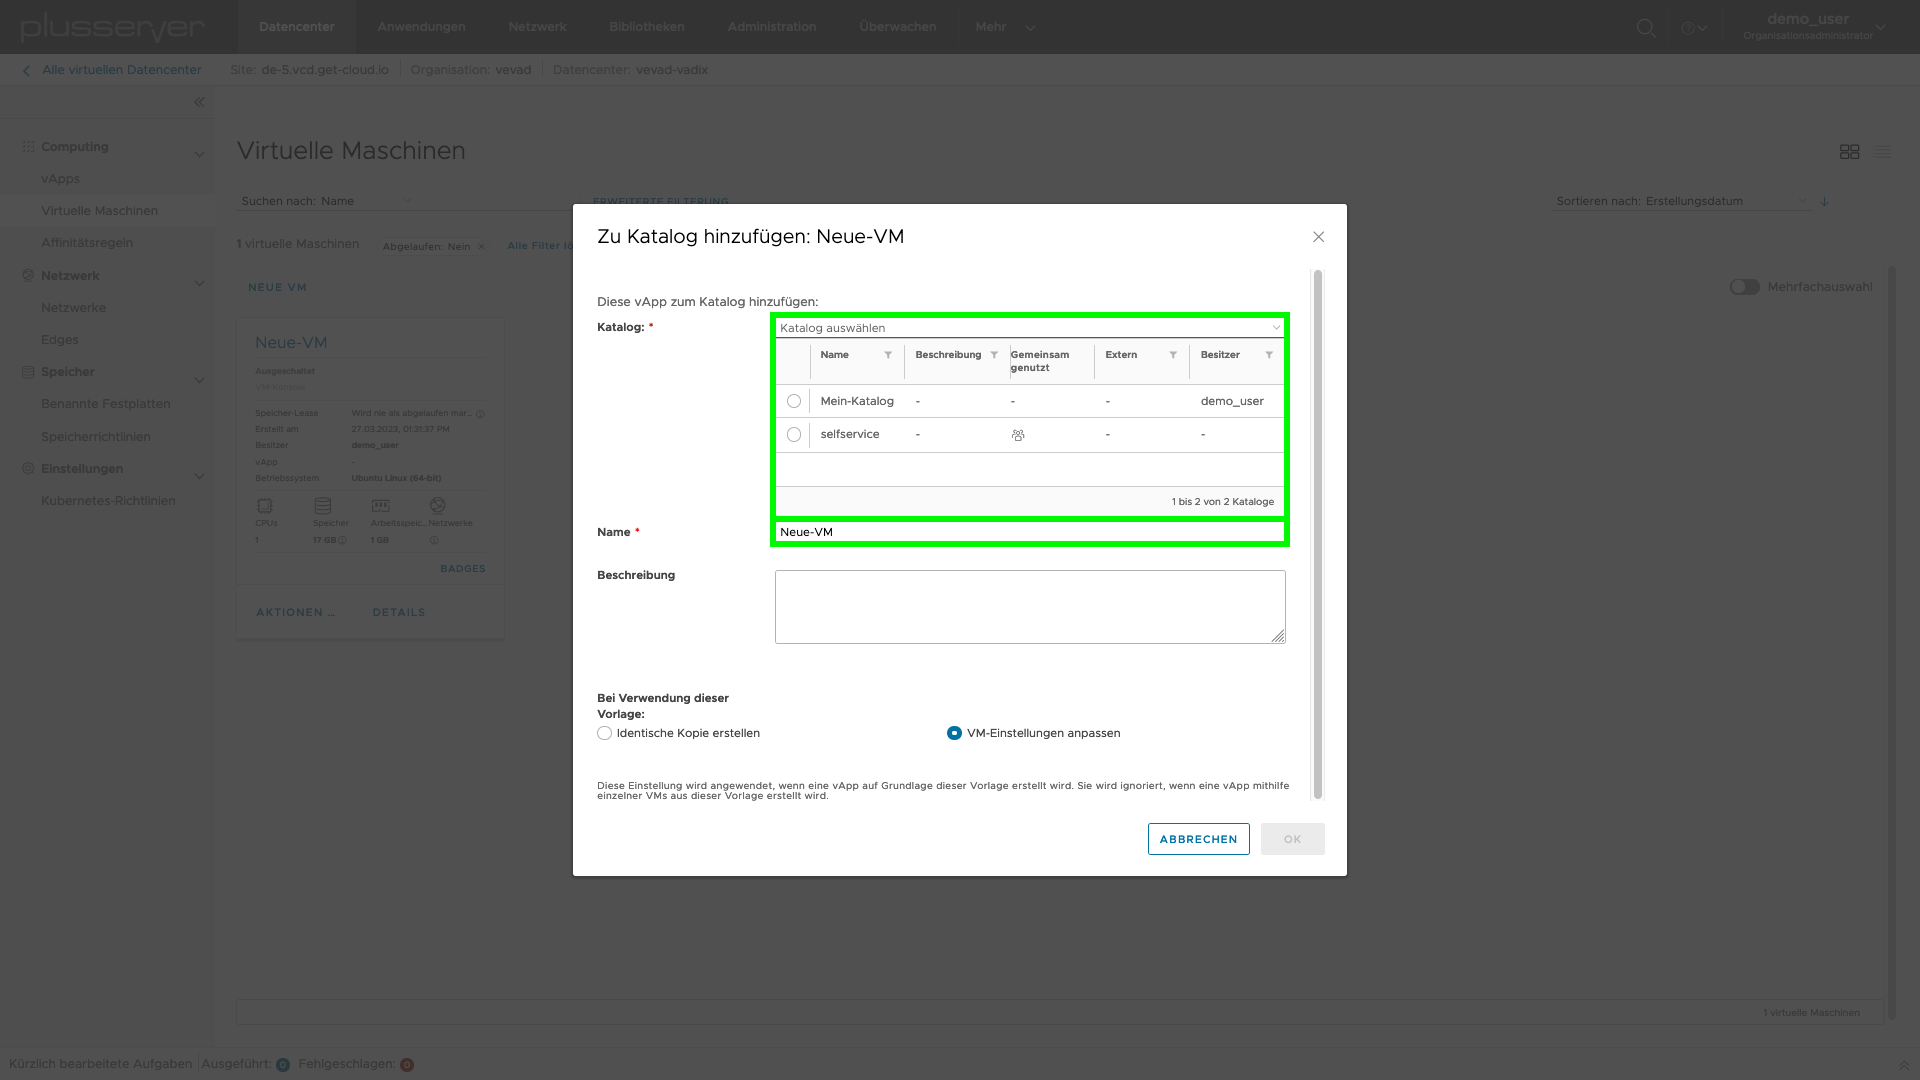 plusserver
Datencenter Anwendungen Netzwerk Bibliotheken Administration Überwachen Mehr
demo_user
Organisationsadministrator
Alle virtuellen Datencenter Site: de-5.vcd.get-cloud.io Organisation: vevad Datencenter: vevad-vadix
Computing
vApps
Virtuelle Maschinen
Affinitätsregeln
Netzwerk
Netzwerke
Edges
Speicher
Benannte Festplatten
Speicherrichtlinien
Einstellungen
Kubernetes-Richtlinien
Virtuelle Maschinen
Suchen nach: Name
ERWEITERTE FILTERUNG
Sortieren nach: Erstellungsdatum
1 virtuelle Maschinen Abgelaufen: Nein × Alle Filter
NEUE VM
Mehrfachauswahl
Neue-VM
Ausgeschaltet
VM-Konsole
Speicher-Lease Wird nie als abgelaufen mar...
Erstellt am 27.03.2023, 01:31:37 PM
Besitzer demo_user
vApp -
Betriebssystem Ubuntu Linux (64-bit)
CPUs Speicher Arbeitsspeic... Netzwerke
1 17 GB 1 GB
BADGES
AKTIONEN ... DETAILS
Zu Katalog hinzufügen: Neue-VM
Diese vApp zum Katalog hinzufügen:
Katalog: *
Katalog auswählen
Name Beschreibung Gemeinsam genutzt Extern Besitzer
Mein-Katalog - - - demo_user
selfservice - - -
1 bis 2 von 2 Kataloge
Name * Neue-VM
Beschreibung
Bei Verwendung dieser
Vorlage:
Identische Kopie erstellen VM-Einstellungen anpassen
Diese Einstellung wird angewendet, wenn eine vApp auf Grundlage dieser Vorlage erstellt wird. Sie wird ignoriert, wenn eine vApp mithilfe
einzelner VMs aus dieser Vorlage erstellt wird.
ABBRECHEN OK
1 virtuelle Maschinen
Kürzlich bearbeitete Aufgaben Ausgeführt: 0 Fehlgeschlagen: 0